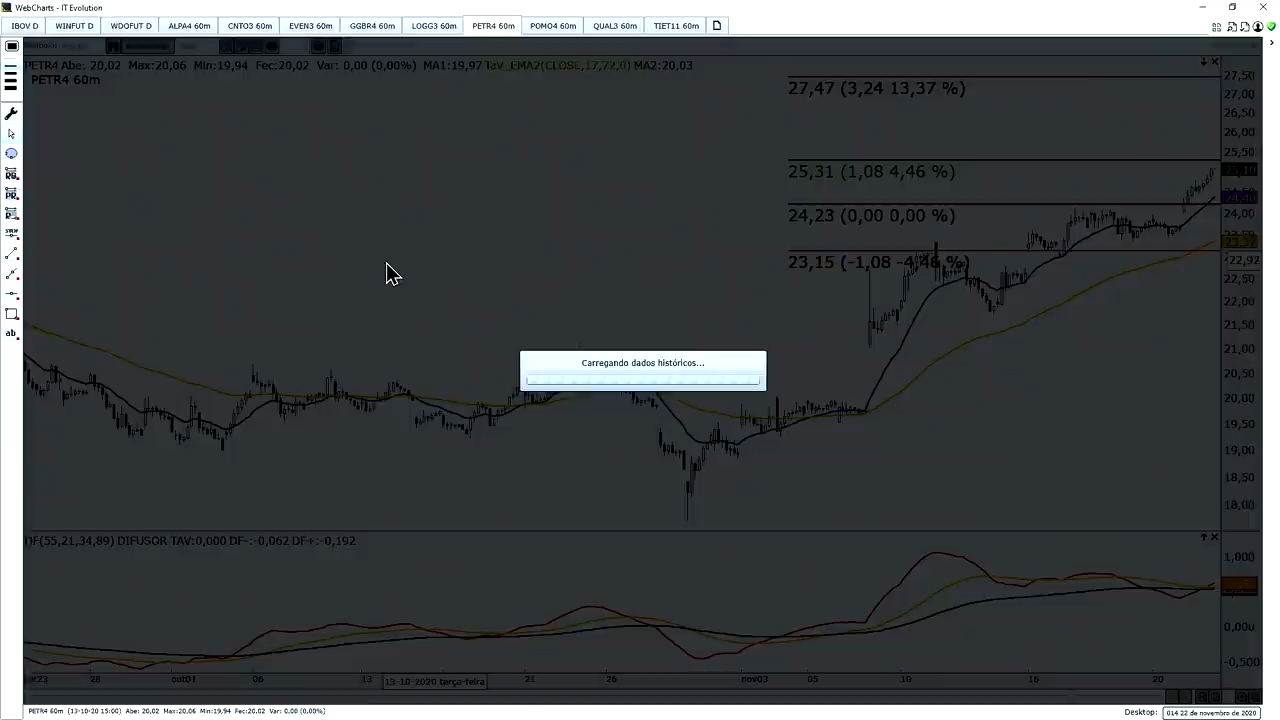 WebCharts - IT Evolution
IBOV D WINFUT D WDOFUT D ALPA4 60m CNTO3 60m EVEN3 60m GGBR4 60m LOGG3 60m PETR4 60m POMO4 60m QUAL3 60m TIET11 60m
PETR4 Abe: 20,02 Max:20,06 Min:19,94 Fec:20,02 Var: 0,00 (0,00%) MA1:19,97 TaV_EMA2(CLOSE,17,72,0) MA2:20,03
PETR4 60m
27,47 (3,24 13,37 %)
25,31 (1,08 4,46 %)
24,23 (0,00 0,00 %)
23,15 (-1,08 -4,46 %)
27,50
27,00
26,50
26,00
25,50
24,00
22,92
22,50
22,00
21,50
21,00
20,50
20,00
19,50
19,00
18,50
18,00
Carregando dados históricos...
DF(55,21,34,89) DIFUSOR TAV:0,000 DF-:-0,062 DF+:-0,192
1,000
0,00
-0,500
28 out01 06 13 13-10-2020 terça-feira 21 26 nov03 05 10 16 20
PETR4 60m (13-10-20 15:00) Abe: 20,02 Max:20,06 Min:19,94 Fec:20,02 Var: 0,00 (0,00%)
Desktop: 014 22 de novembro de 2020
ab